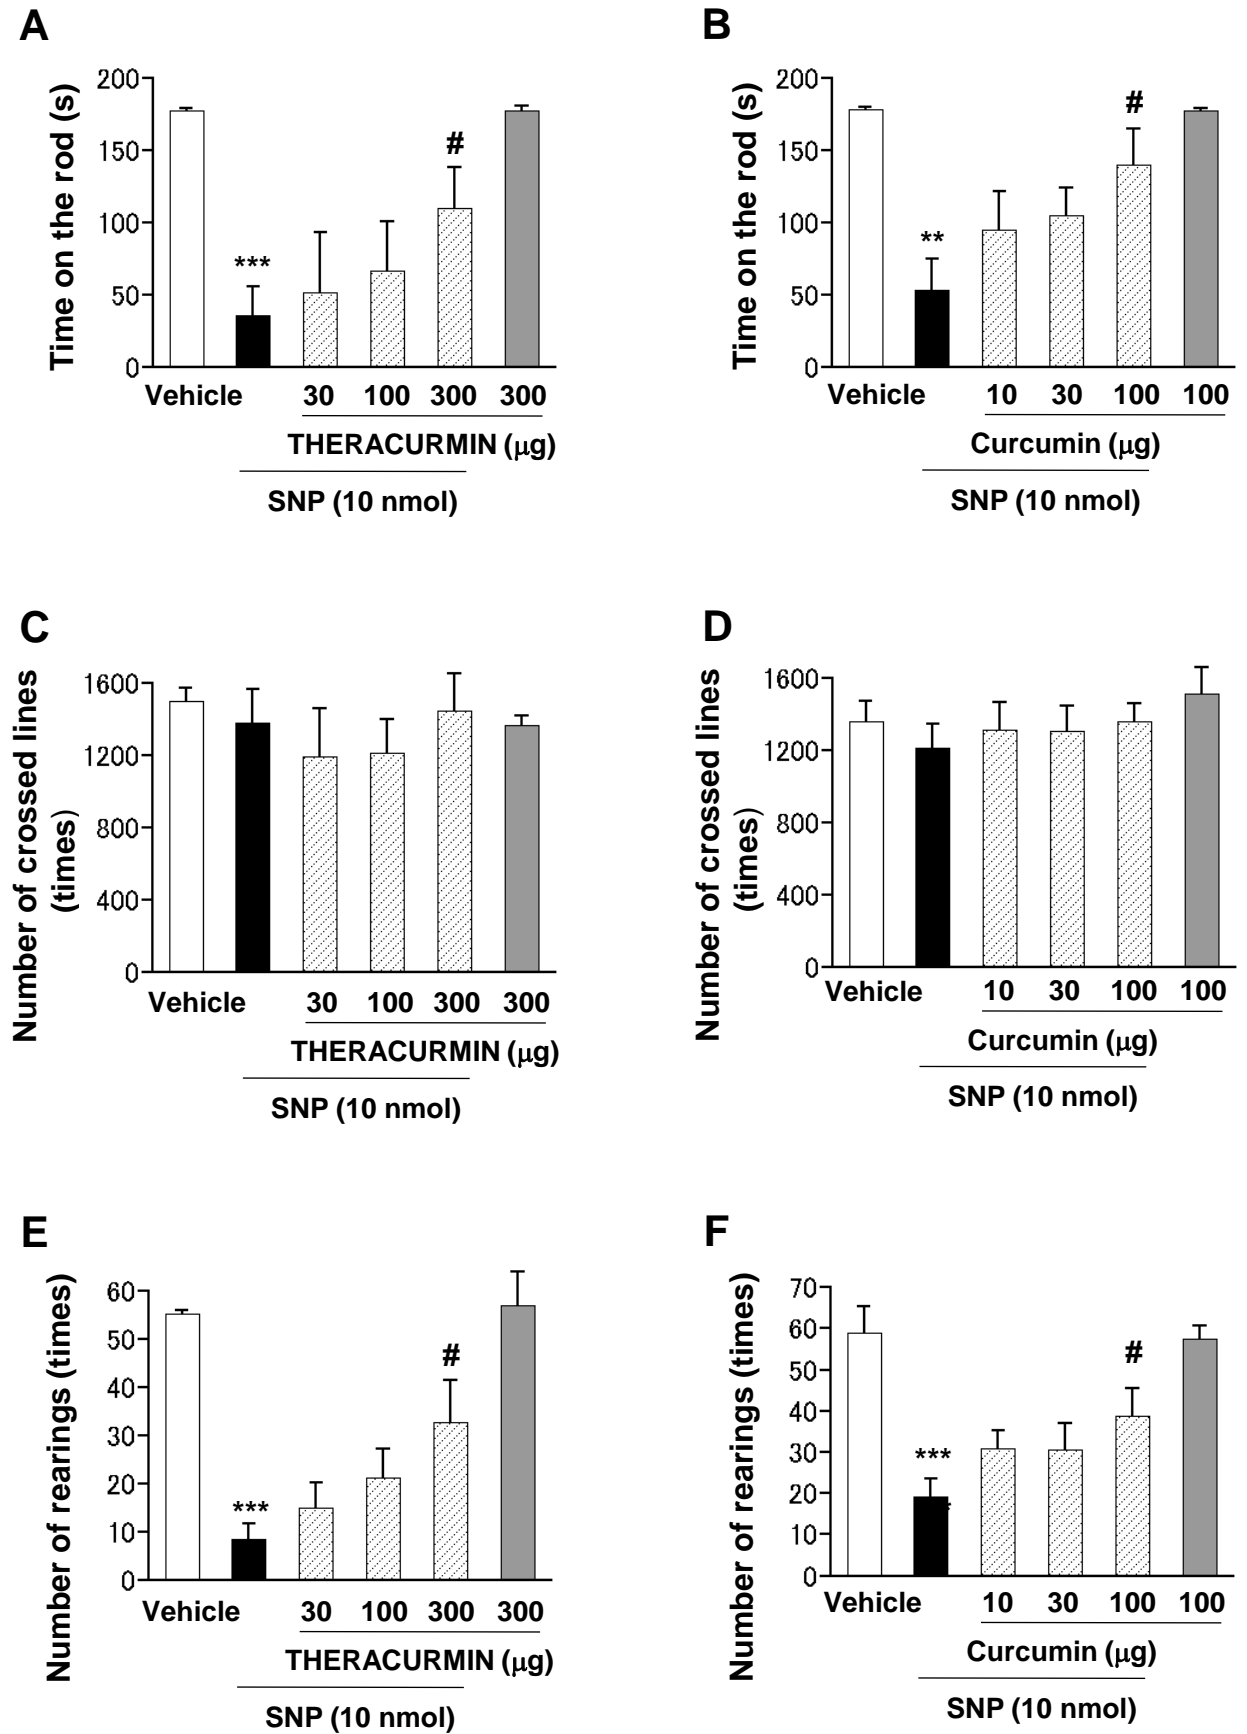 A
Time on the rod (s)
200
150
100
50
0
***
#
Vehicle
30 100 300 300
THERACURMIN (μg)
SNP (10 nmol)
B
Time on the rod (s)
200
150
100
50
0
**
#
Vehicle
10 30 100 100
Curcumin (μg)
SNP (10 nmol)
C
Number of crossed lines
(times)
1600
1200
800
400
0
Vehicle
30 100 300 300
THERACURMIN (μg)
SNP (10 nmol)
D
Number of crossed lines
(times)
1600
1200
800
400
0
Vehicle
10 30 100 100
Curcumin (μg)
SNP (10 nmol)
E
Number of rearings (times)
60
50
40
30
20
10
0
***
#
Vehicle
30 100 300 300
THERACURMIN (μg)
SNP (10 nmol)
F
Number of rearings (times)
70
60
50
40
30
20
10
0
***
#
Vehicle
10 30 100 100
Curcumin (μg)
SNP (10 nmol)